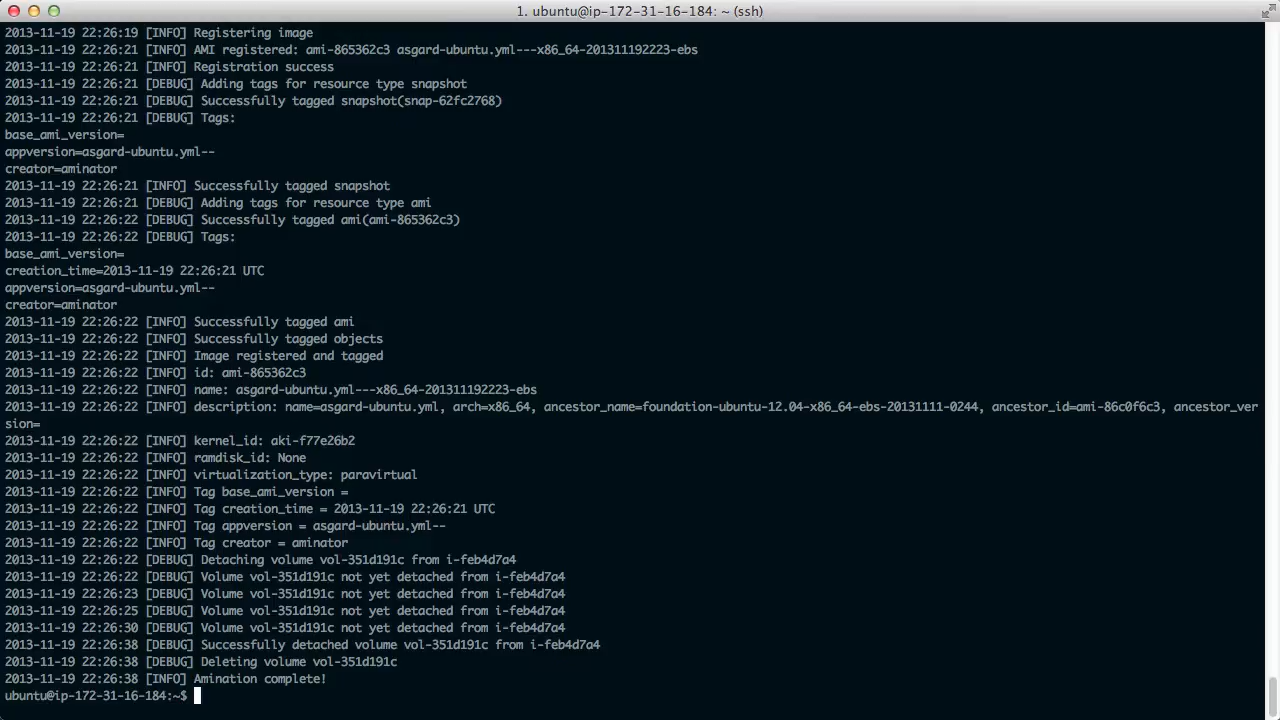 1. ubuntu@ip-172-31-16-184: ~ (ssh)
2013-11-19 22:26:19 [INFO] Registering image
2013-11-19 22:26:21 [INFO] AMI registered: ami-865362c3 asgard-ubuntu.yml---x86_64-201311192223-ebs
2013-11-19 22:26:21 [INFO] Registration success
2013-11-19 22:26:21 [DEBUG] Adding tags for resource type snapshot
2013-11-19 22:26:21 [DEBUG] Successfully tagged snapshot(snap-62fc2768)
2013-11-19 22:26:21 [DEBUG] Tags:
base_ami_version=
appversion=asgard-ubuntu.yml--
creator=aminator
2013-11-19 22:26:21 [INFO] Successfully tagged snapshot
2013-11-19 22:26:21 [DEBUG] Adding tags for resource type ami
2013-11-19 22:26:22 [DEBUG] Successfully tagged ami(ami-865362c3)
2013-11-19 22:26:22 [DEBUG] Tags:
base_ami_version=
creation_time=2013-11-19 22:26:21 UTC
appversion=asgard-ubuntu.yml--
creator=aminator
2013-11-19 22:26:22 [INFO] Successfully tagged ami
2013-11-19 22:26:22 [INFO] Successfully tagged objects
2013-11-19 22:26:22 [INFO] Image registered and tagged
2013-11-19 22:26:22 [INFO] id: ami-865362c3
2013-11-19 22:26:22 [INFO] name: asgard-ubuntu.yml---x86_64-201311192223-ebs
2013-11-19 22:26:22 [INFO] description: name=asgard-ubuntu.yml, arch=x86_64, ancestor_name=foundation-ubuntu-12.04-x86_64-ebs-20131111-0244, ancestor_id=ami-86c0f6c3, ancestor_ver
sion=
2013-11-19 22:26:22 [INFO] kernel_id: aki-f77e26b2
2013-11-19 22:26:22 [INFO] ramdisk_id: None
2013-11-19 22:26:22 [INFO] virtualization_type: paravirtual
2013-11-19 22:26:22 [INFO] Tag base_ami_version =
2013-11-19 22:26:22 [INFO] Tag creation_time = 2013-11-19 22:26:21 UTC
2013-11-19 22:26:22 [INFO] Tag appversion = asgard-ubuntu.yml--
2013-11-19 22:26:22 [INFO] Tag creator = aminator
2013-11-19 22:26:22 [DEBUG] Detaching volume vol-351d191c from i-feb4d7a4
2013-11-19 22:26:22 [DEBUG] Volume vol-351d191c not yet detached from i-feb4d7a4
2013-11-19 22:26:23 [DEBUG] Volume vol-351d191c not yet detached from i-feb4d7a4
2013-11-19 22:26:25 [DEBUG] Volume vol-351d191c not yet detached from i-feb4d7a4
2013-11-19 22:26:30 [DEBUG] Volume vol-351d191c not yet detached from i-feb4d7a4
2013-11-19 22:26:38 [DEBUG] Successfully detached volume vol-351d191c from i-feb4d7a4
2013-11-19 22:26:38 [DEBUG] Deleting volume vol-351d191c
2013-11-19 22:26:38 [INFO] Amination complete!
ubuntu@ip-172-31-16-184:~$